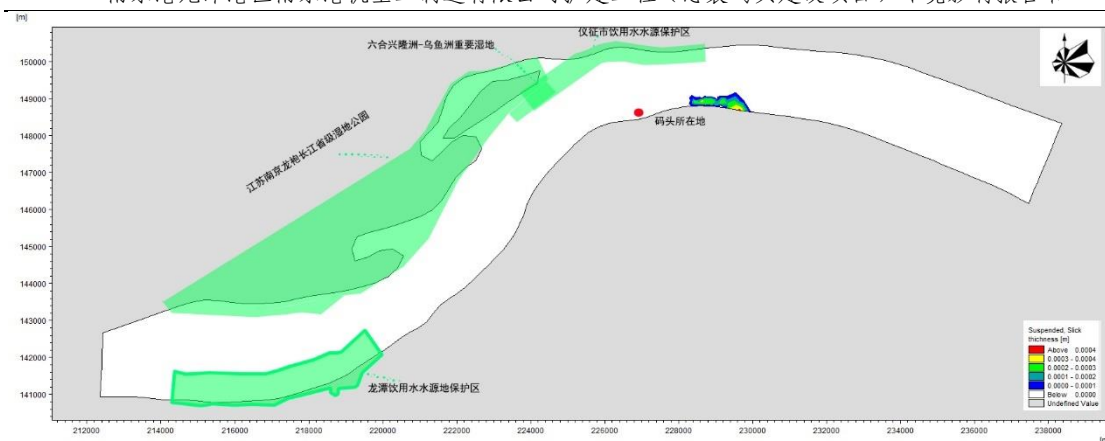 [m]
仪征市饮用水水源保护区
六合兴隆洲-乌鱼洲重要湿地
码头所在地
江苏南京龙袍长江省级湿地公园
龙潭饮用水水源地保护区
150000
149000
148000
147000
146000
145000
144000
143000
142000
141000
Suspended, Slick
thichness [m]
Above 0.0004
0.0003 - 0.0004
0.0002 - 0.0003
0.0001 - 0.0002
0.0000 - 0.0001
Below 0.0000
Undefined Value
212000 214000 216000 218000 220000 222000 224000 226000 228000 230000 232000 234000 236000 238000